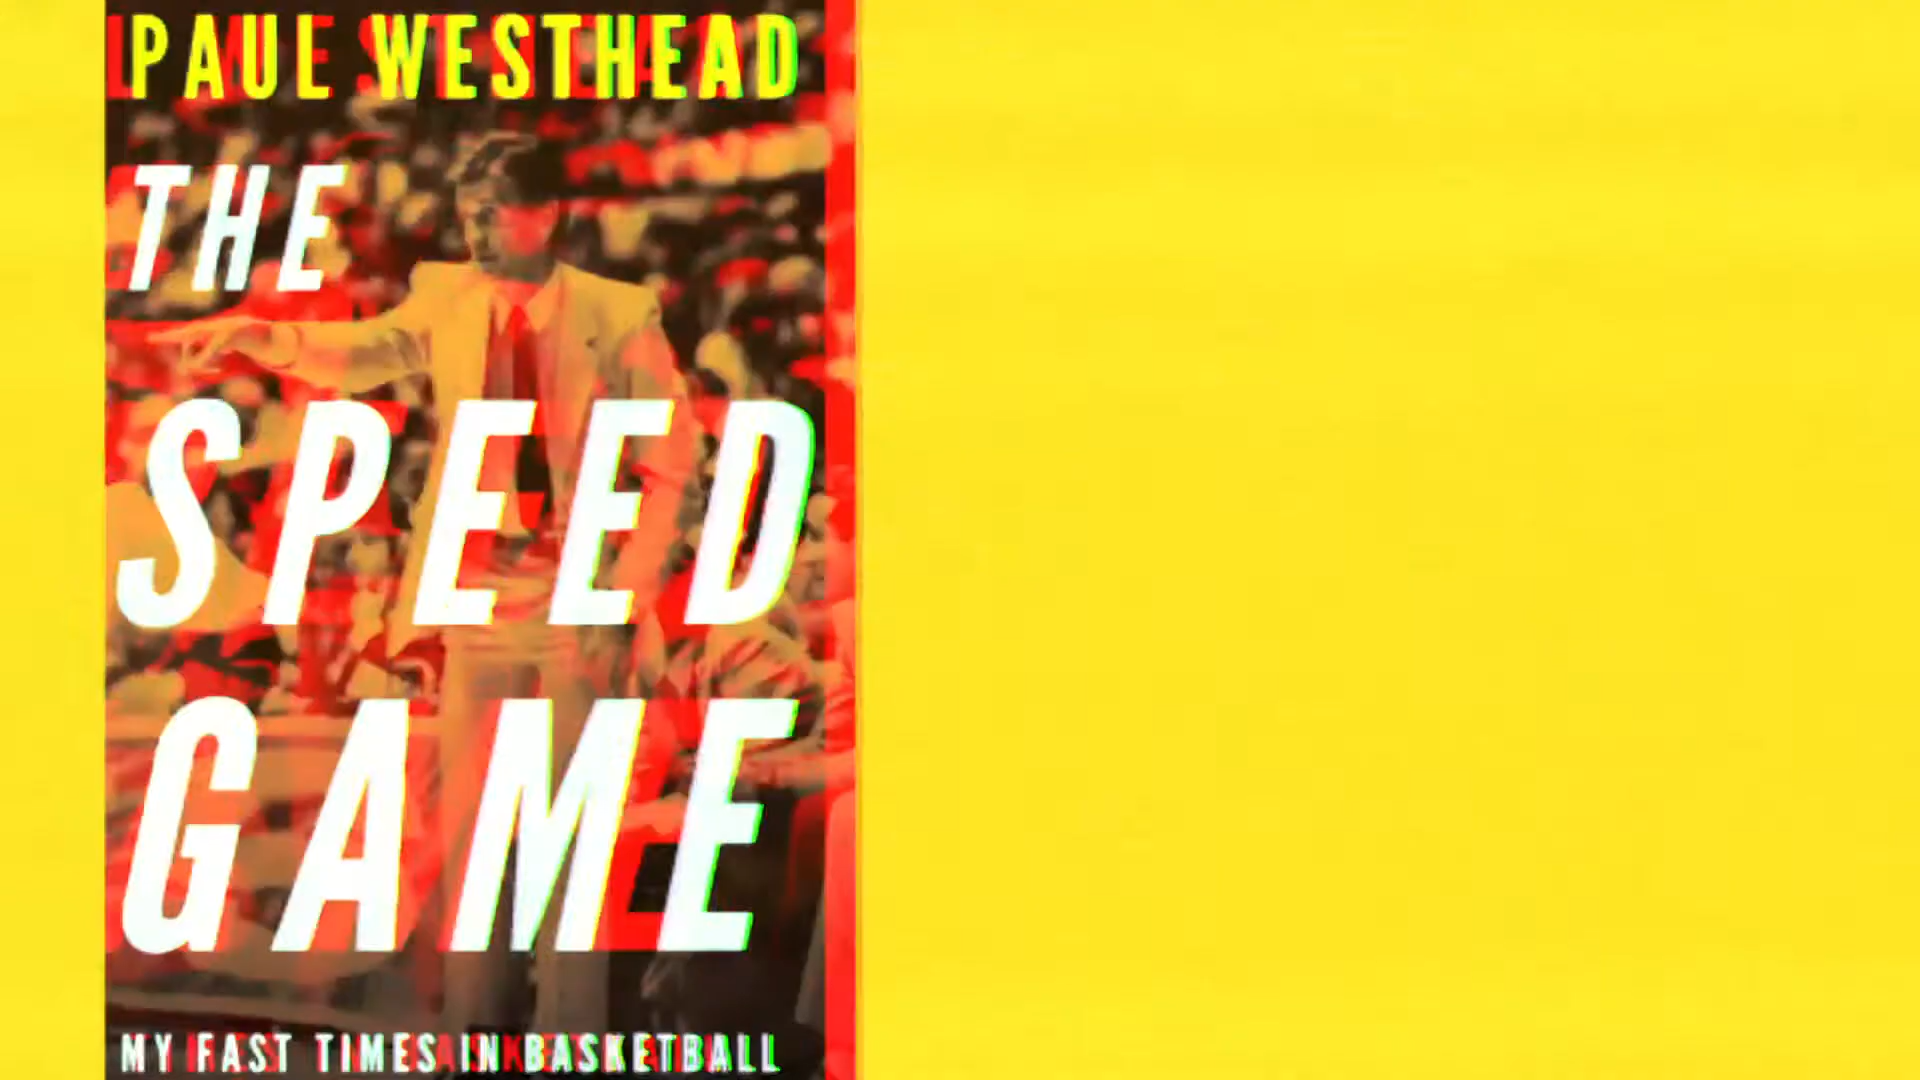 PAUL WESTHEAD
THE
SPEED
GAME
MY FAST TIMES IN BASKETBALL